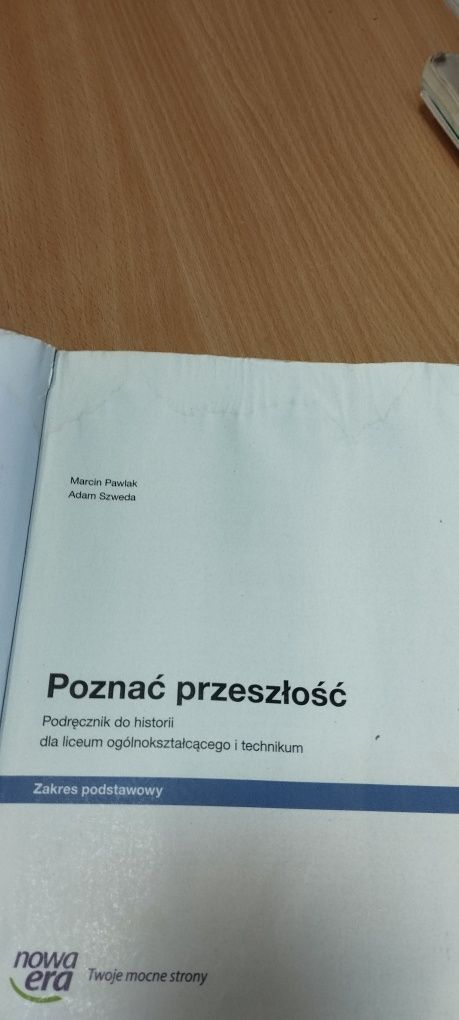 Marcin Pawlak
Adam Szweda
Poznać przeszłość
Podręcznik do historii
dla liceum ogólnokształcącego i technikum
Zakres podstawowy
nowa
era
Twoje mocne strony